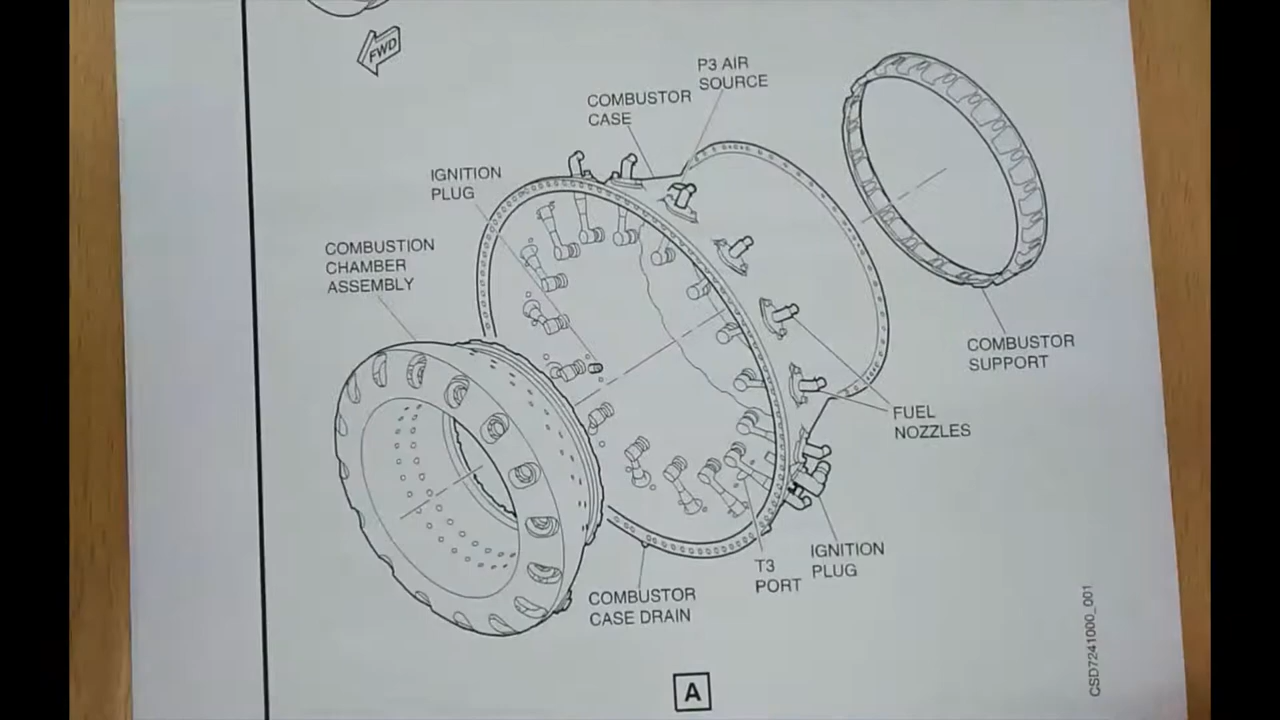 FWD
P3 AIR
SOURCE
COMBUSTOR
CASE
IGNITION
PLUG
COMBUSTION
CHAMBER
ASSEMBLY
COMBUSTOR
SUPPORT
FUEL
NOZZLES
IGNITION
PLUG
T3
PORT
COMBUSTOR
CASE DRAIN
A
CSD7241000_001